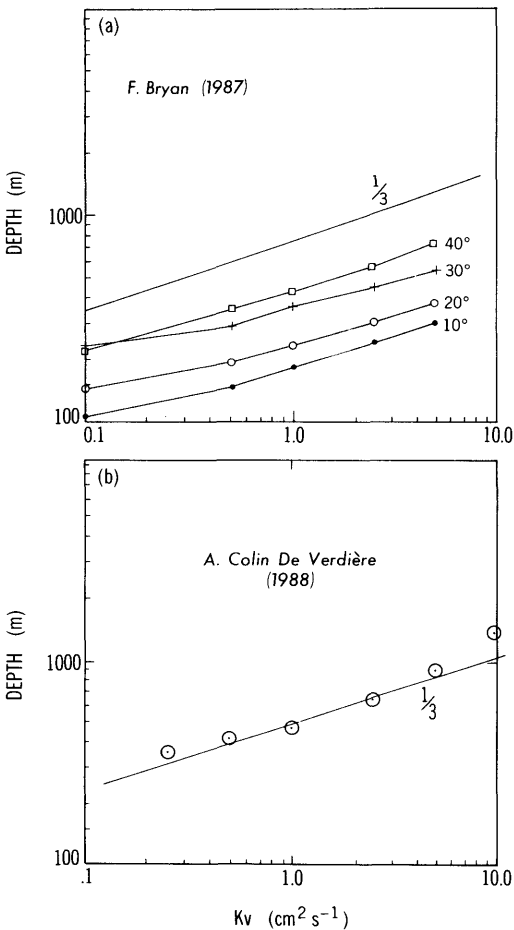 (a)
F. Bryan (1987)
1/3
1000
DEPTH (m)
40°
30°
20°
10°
100
0.1
1.0
10.0
(b)
A. Colin De Verdière
(1988)
1000
DEPTH (m)
1/3
100
.1
1.0
10.0
Kv (cm² s⁻¹)